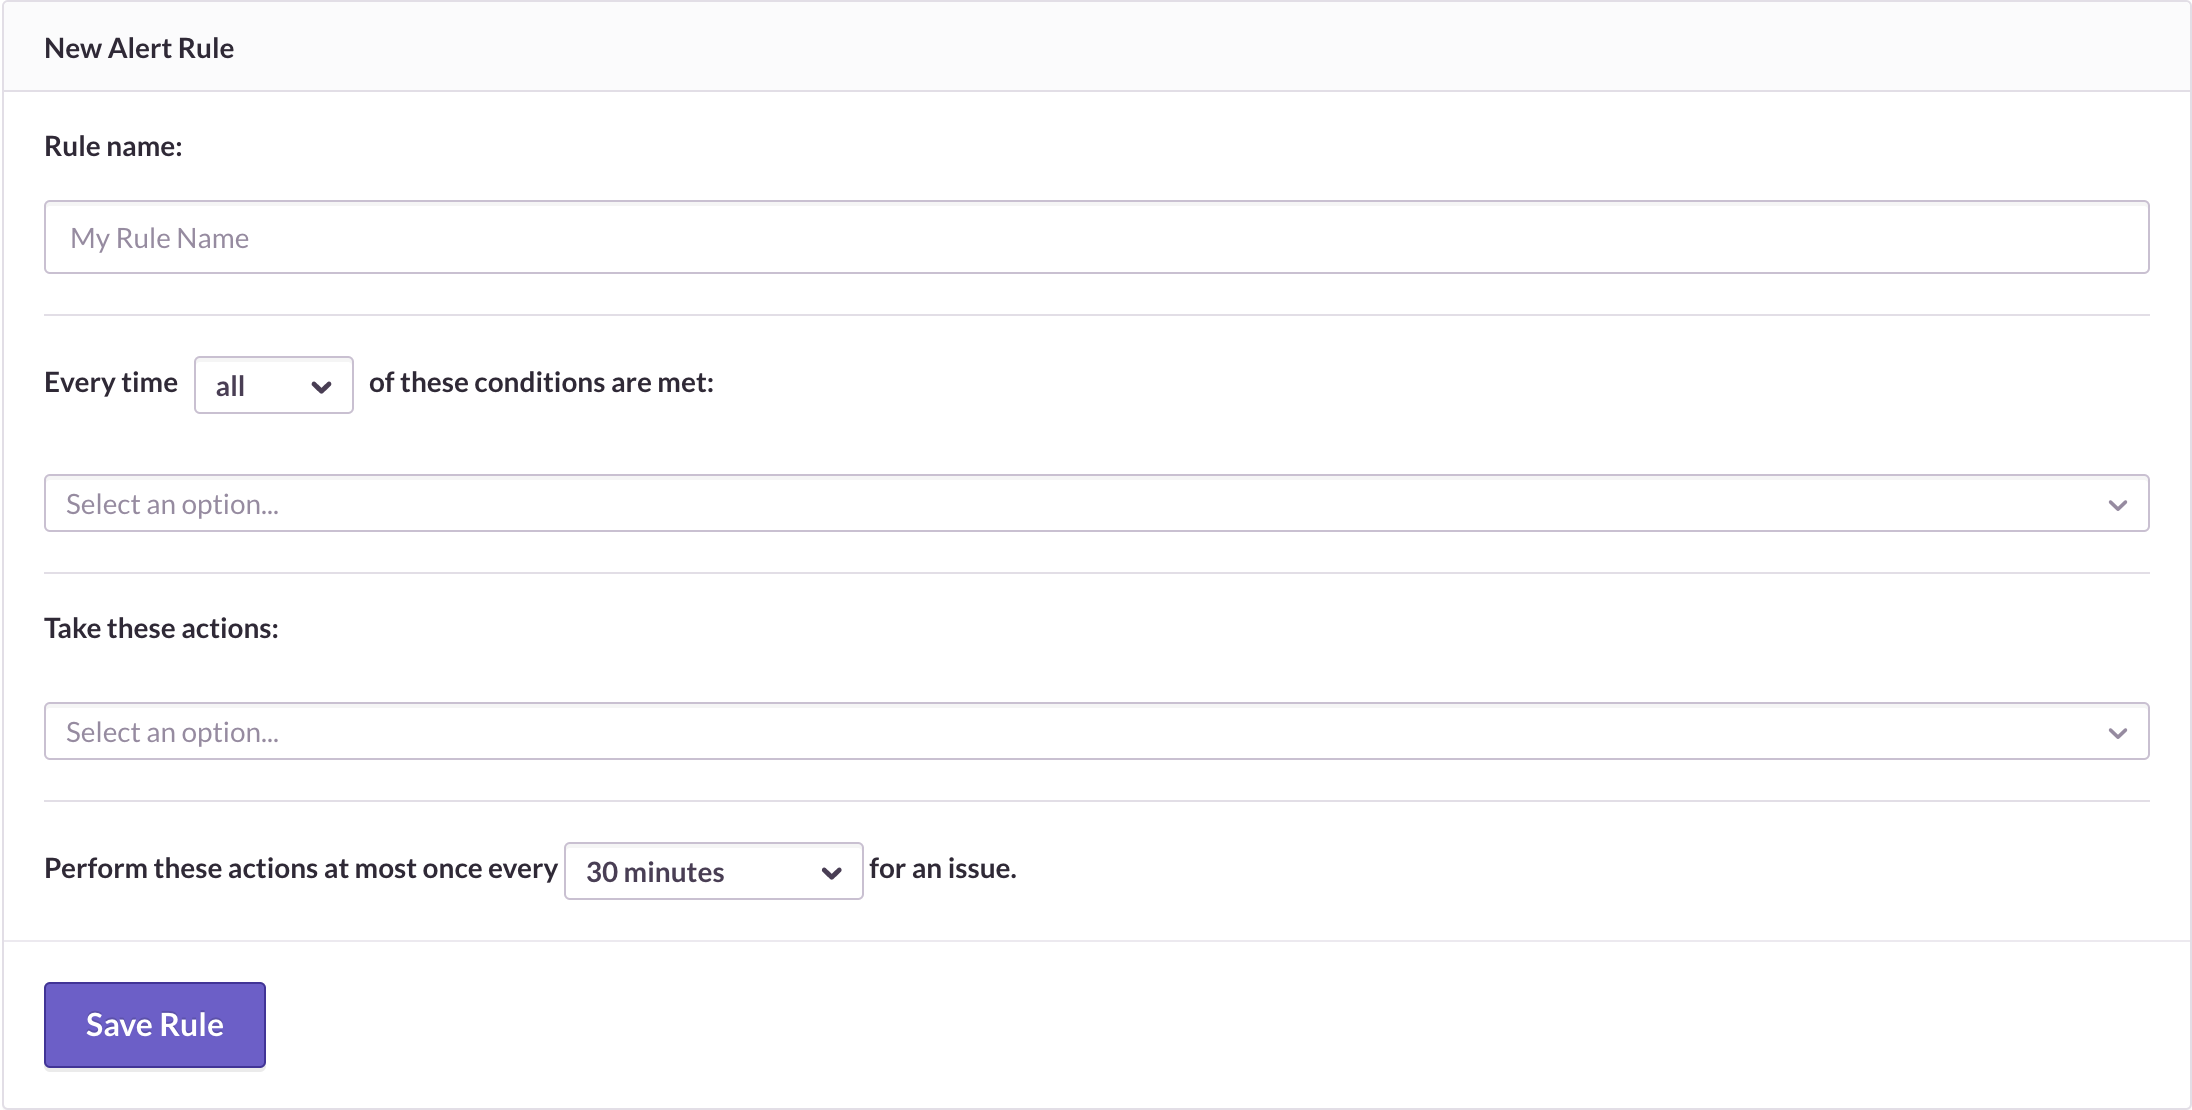 New Alert Rule
Rule name:
My Rule Name
Every time all of these conditions are met:
Select an option...
Take these actions:
Select an option...
Perform these actions at most once every 30 minutes for an issue.
Save Rule